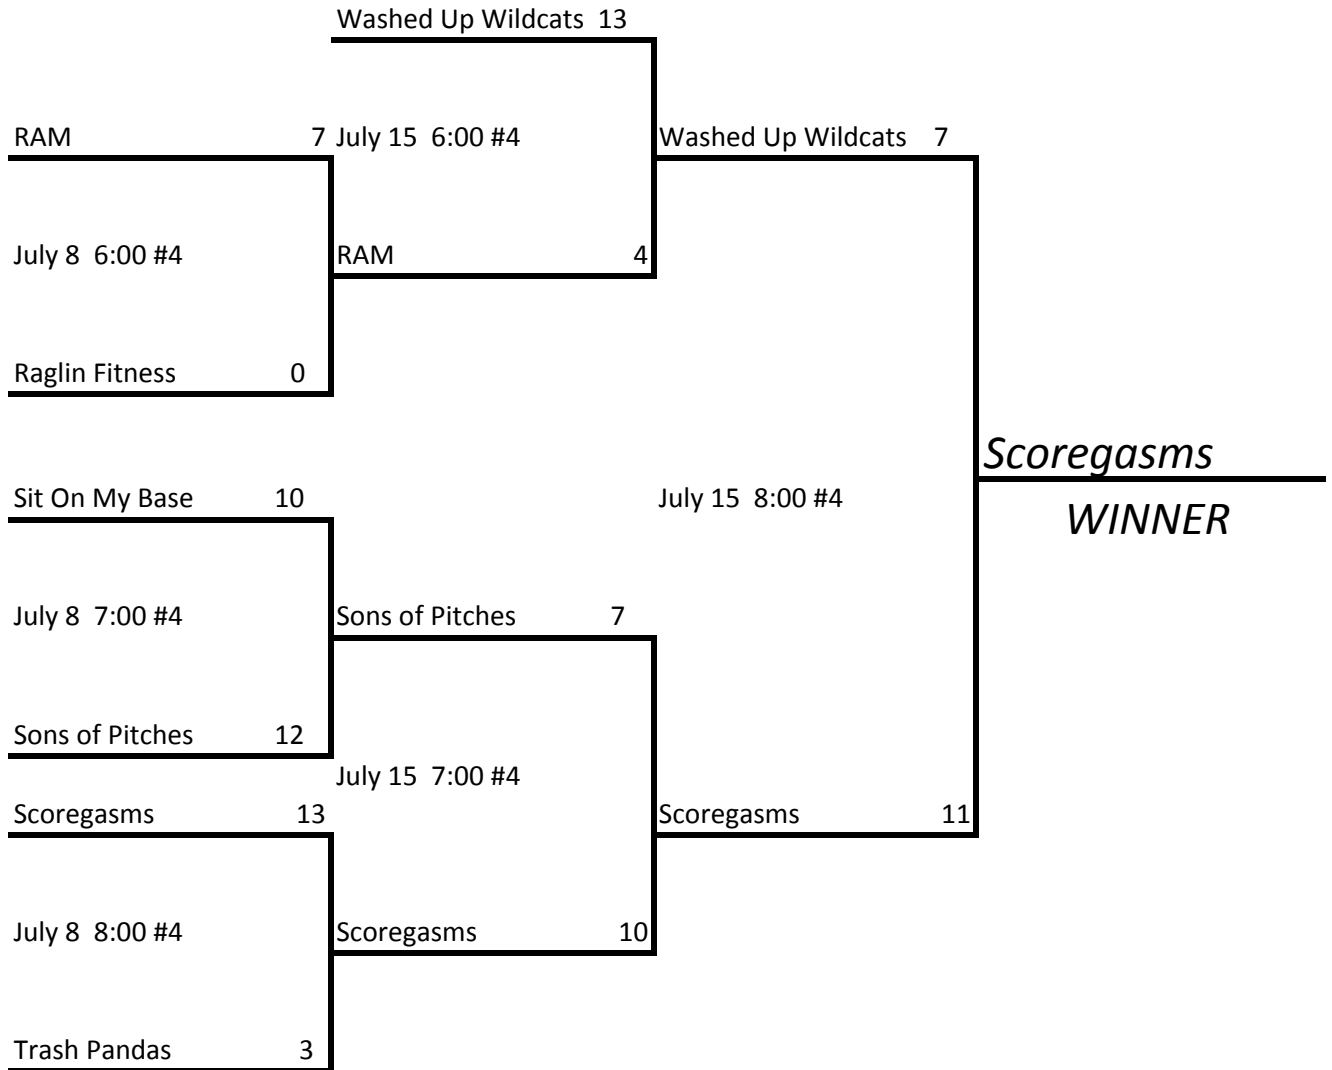 Washed Up Wildcats 13
RAM 7 July 15 6:00 #4 Washed Up Wildcats 7
July 8 6:00 #4 RAM 4
Raglin Fitness 0
Scoregasms
Sit On My Base 10 July 15 8:00 #4 WINNER
July 8 7:00 #4 Sons of Pitches 7
Sons of Pitches 12
July 15 7:00 #4
Scoregasms 13 Scoregasms 11
July 8 8:00 #4 Scoregasms 10
Trash Pandas 3